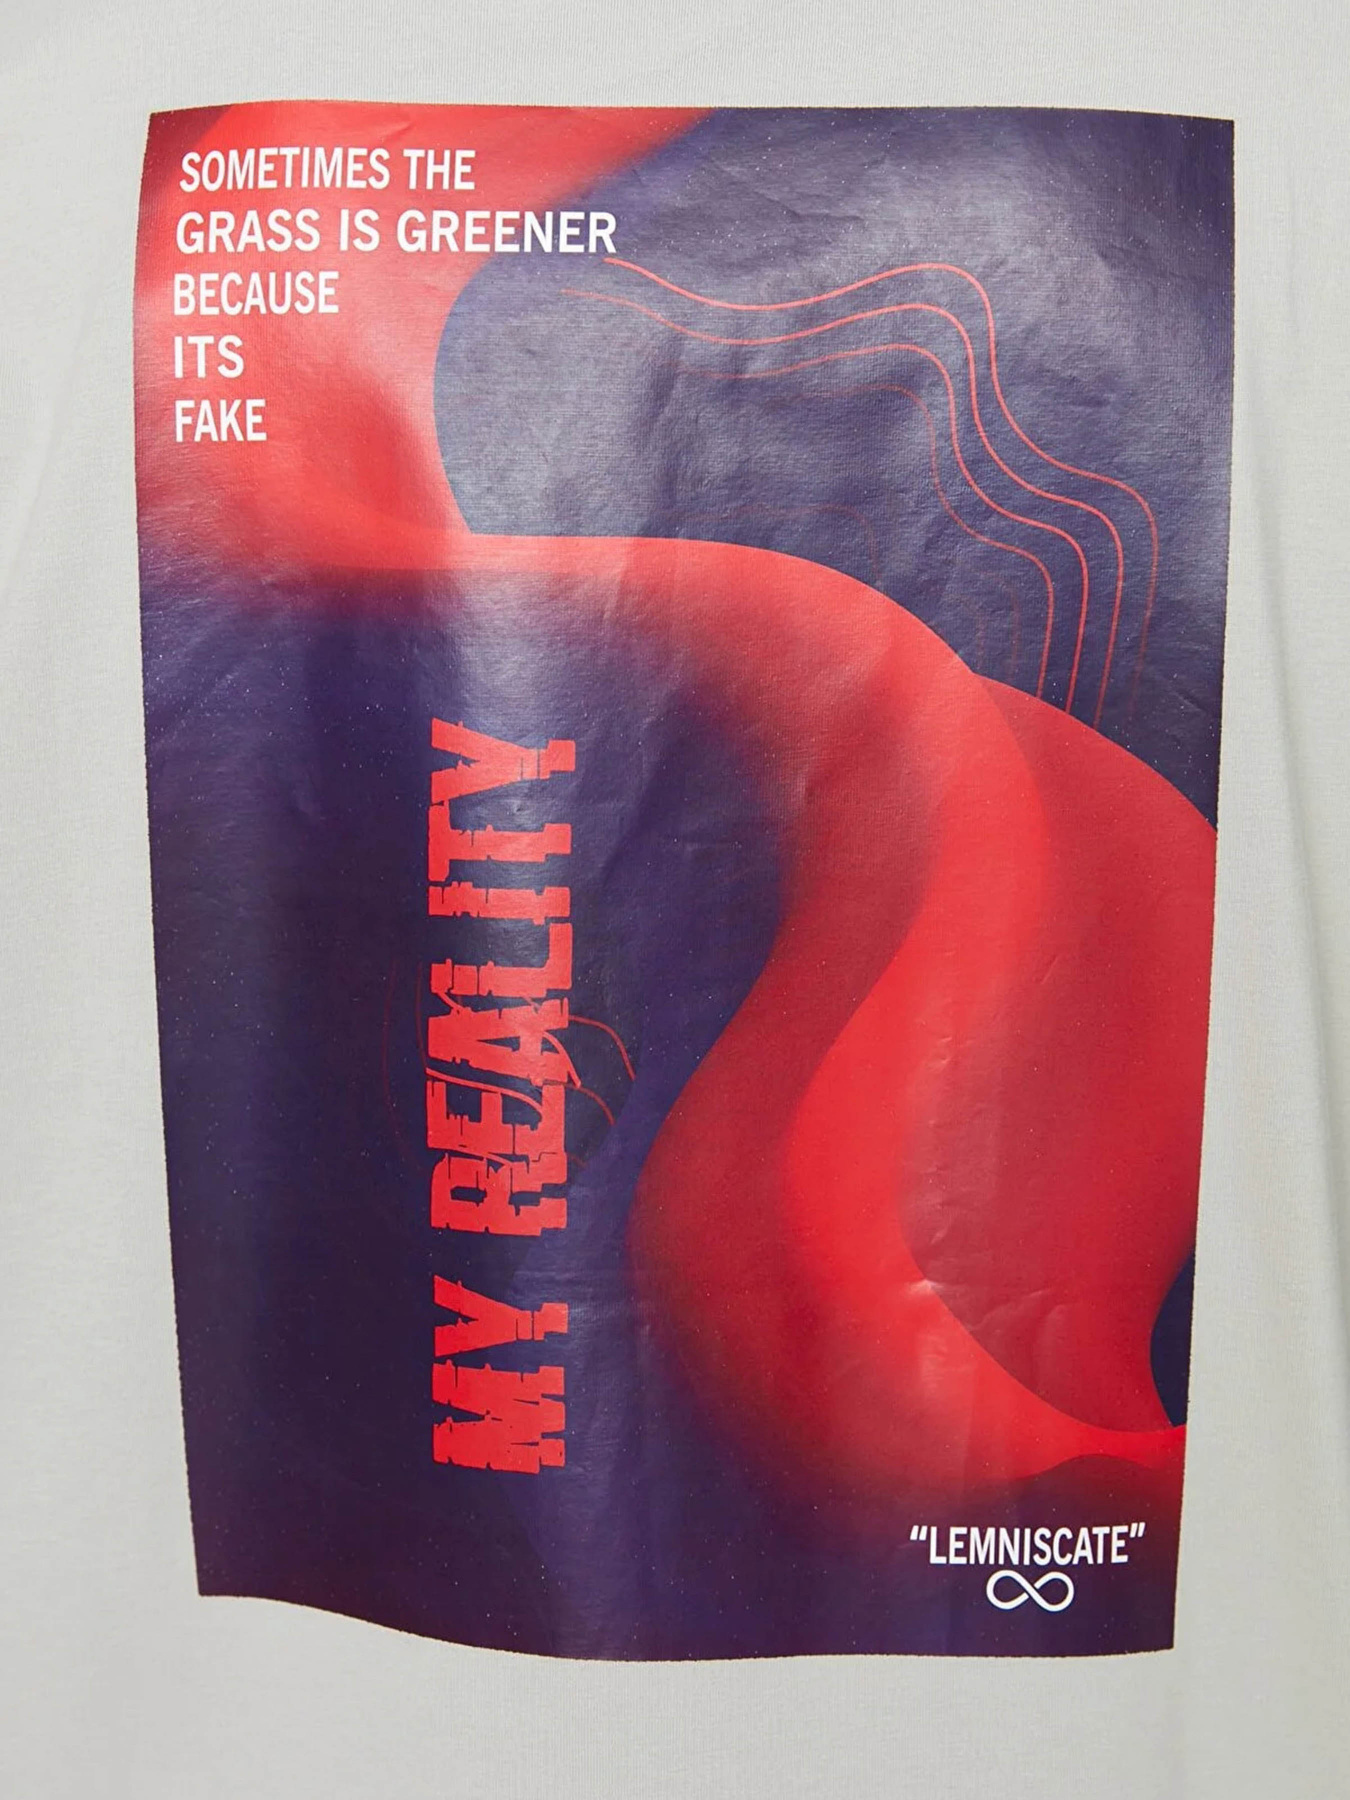 SOMETIMES THE
GRASS IS GREENER
BECAUSE
ITS
FAKE
MY REALITY
“LEMNISCATE”